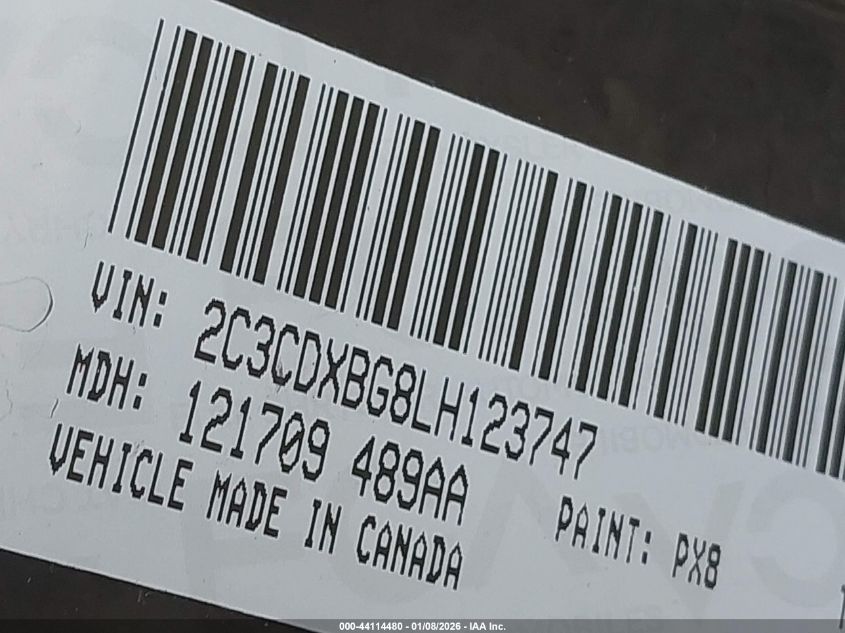 VIN: 2C3CDXBG8LH123747
MDH: 121709 489AA
VEHICLE MADE IN CANADA PAINT: PX8
000-44114480 - 01/08/2026 - IAA Inc.